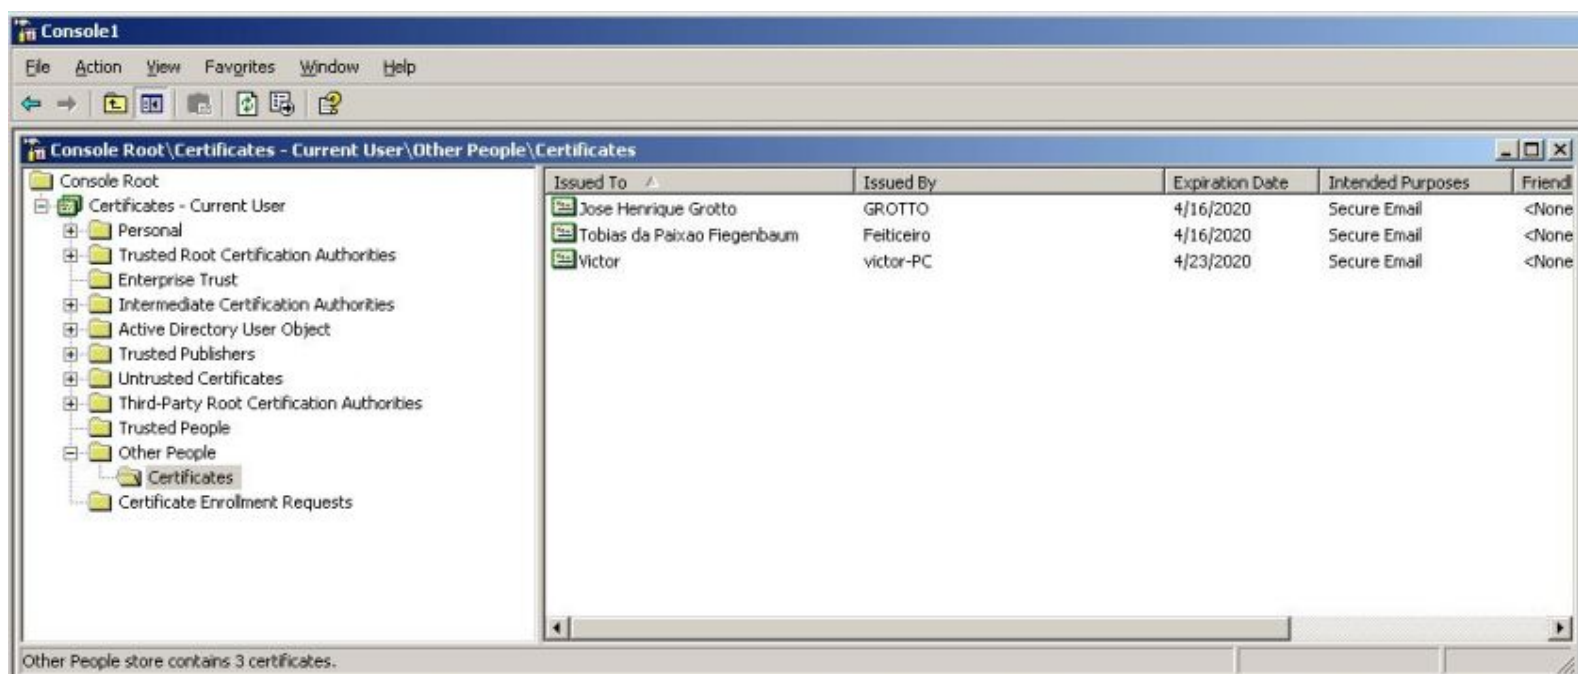 Console1
File Action View Favorites Window Help
Console Root\Certificates - Current User\Other People\Certificates
Console Root
Certificates - Current User
Personal
Trusted Root Certification Authorities
Enterprise Trust
Intermediate Certification Authorities
Active Directory User Object
Trusted Publishers
Untrusted Certificates
Third-Party Root Certification Authorities
Trusted People
Other People
Certificates
Certificate Enrollment Requests
Issued To Issued By Expiration Date Intended Purposes Friendl
Jose Henrique Grotto GROTTO 4/16/2020 Secure Email <None
Tobias da Paixao Fiegenbaum Feiticeiro 4/16/2020 Secure Email <None
Victor victor-PC 4/23/2020 Secure Email <None
Other People store contains 3 certificates.